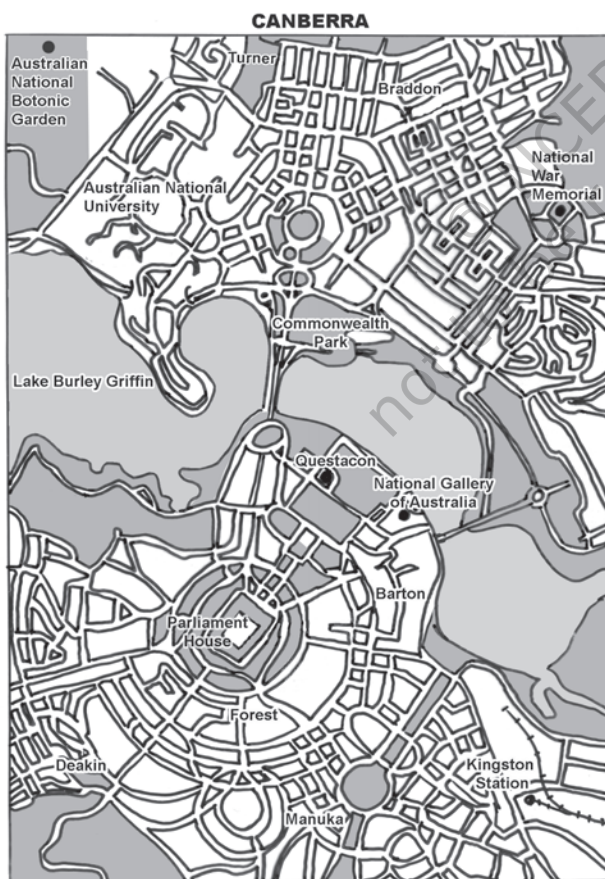 CANBERRA
Australian
National
Botonic
Garden
Turner
Braddon
National
War
Memorial
Australian National
University
Commonwealth
Park
Lake Burley Griffin
Questacon
National Gallery
of Australia
Barton
Parliament
House
Forest
Deakin
Kingston
Station
Manuka